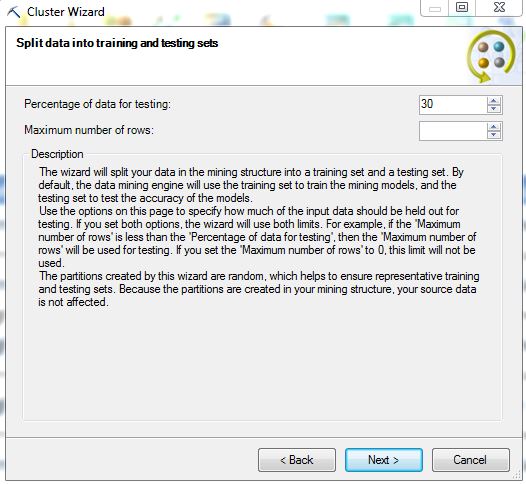 Cluster Wizard
Split data into training and testing sets
Percentage of data for testing:
30
Maximum number of rows:
Description
The wizard will split your data in the mining structure into a training set and a testing set. By
default, the data mining engine will use the training set to train the mining models, and the
testing set to test the accuracy of the models.
Use the options on this page to specify how much of the input data should be held out for
testing. If you set both options, the wizard will use both limits. For example, if the 'Maximum
number of rows' is less than the 'Percentage of data for testing', then the 'Maximum number of
rows' will be used for testing. If you set the 'Maximum number of rows' to 0, this limit will not be
used.
The partitions created by this wizard are random, which helps to ensure representative training
and testing sets. Because the partitions are created in your mining structure, your source data
is not affected.
< Back
Next >
Cancel